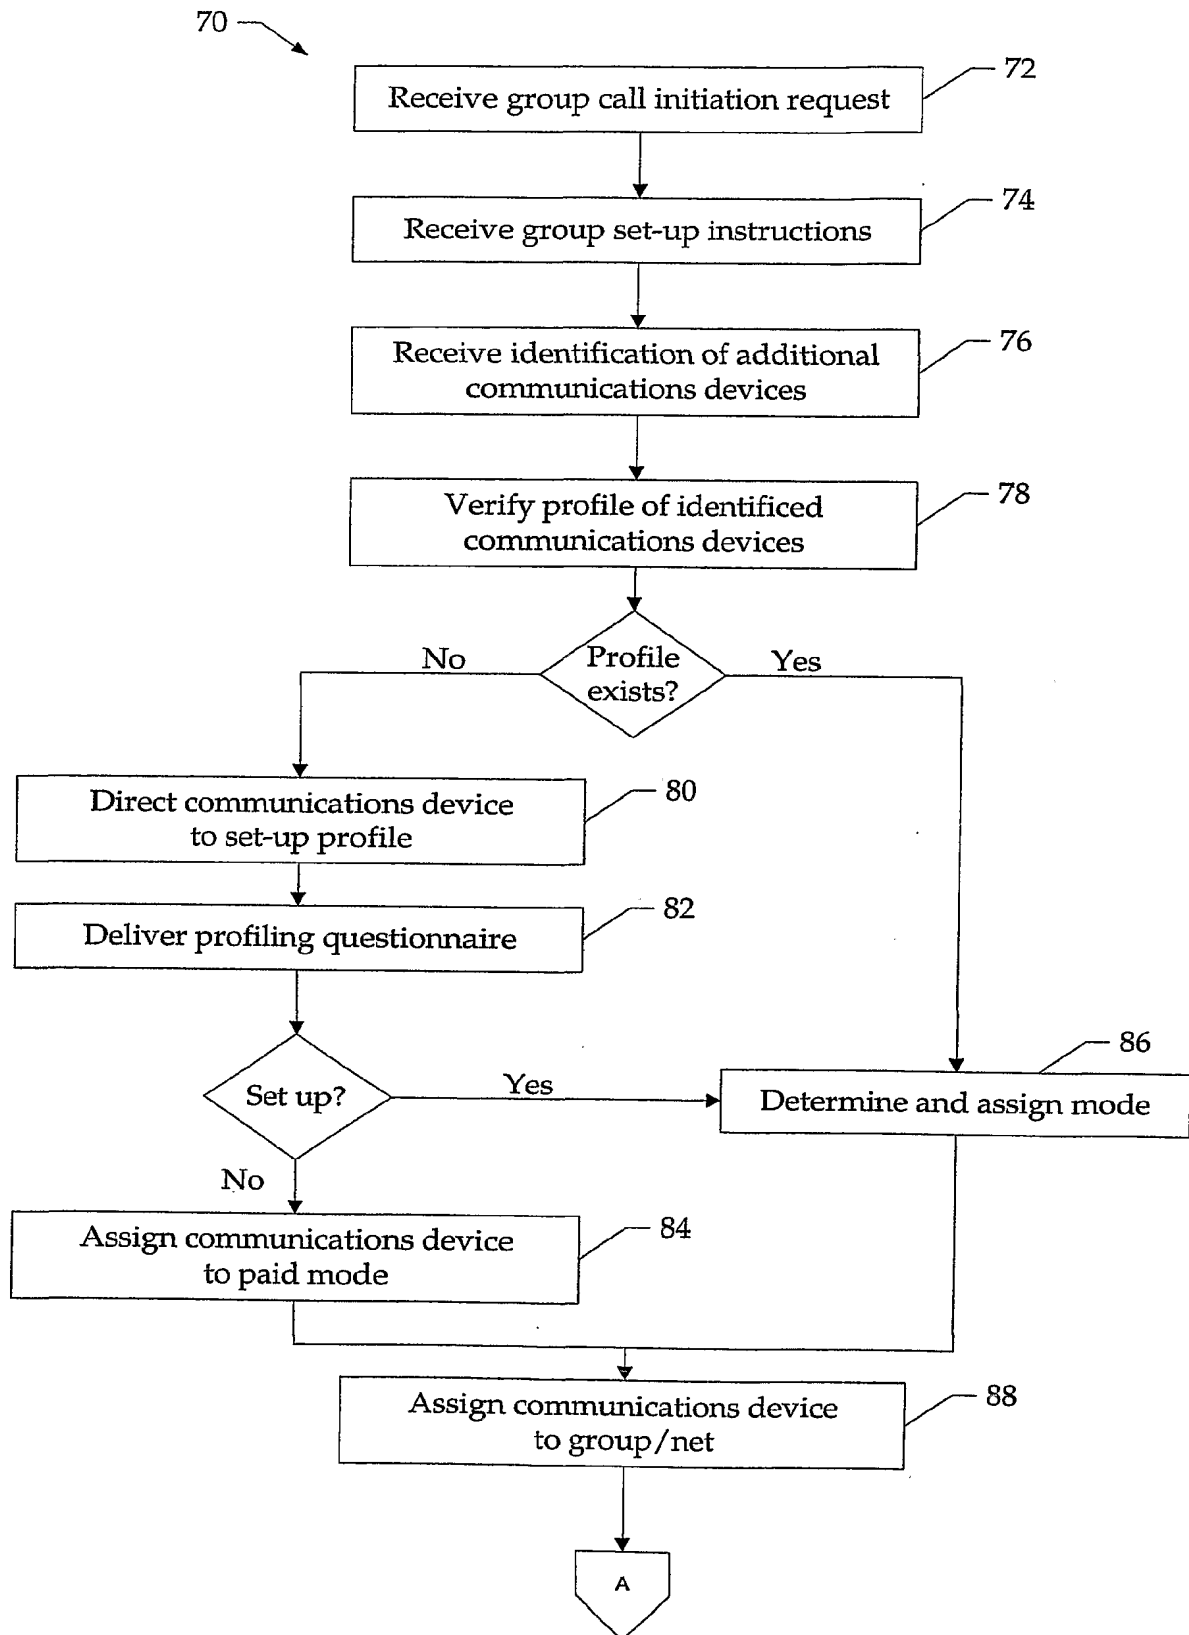 70
Receive group call initiation request
72
Receive group set-up instructions
74
Receive identification of additional
communications devices
76
Verify profile of identificed
communications devices
78
Profile
exists?
No
Yes
Direct communications device
to set-up profile
80
Deliver profiling questionnaire
82
Set up?
Yes
No
Determine and assign mode
86
Assign communications device
to paid mode
84
Assign communications device
to group/net
88
A